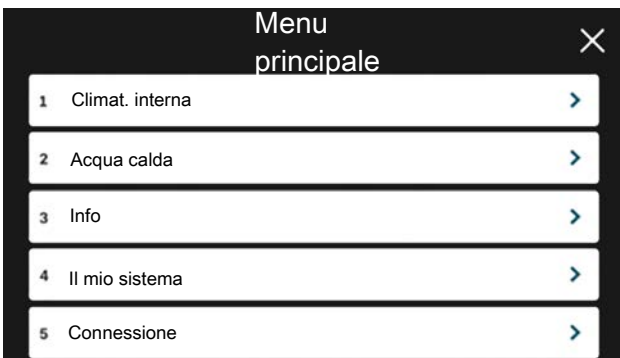 Menu
principale
1 Climat. interna
2 Acqua calda
3 Info
4 Il mio sistema
5 Connessione